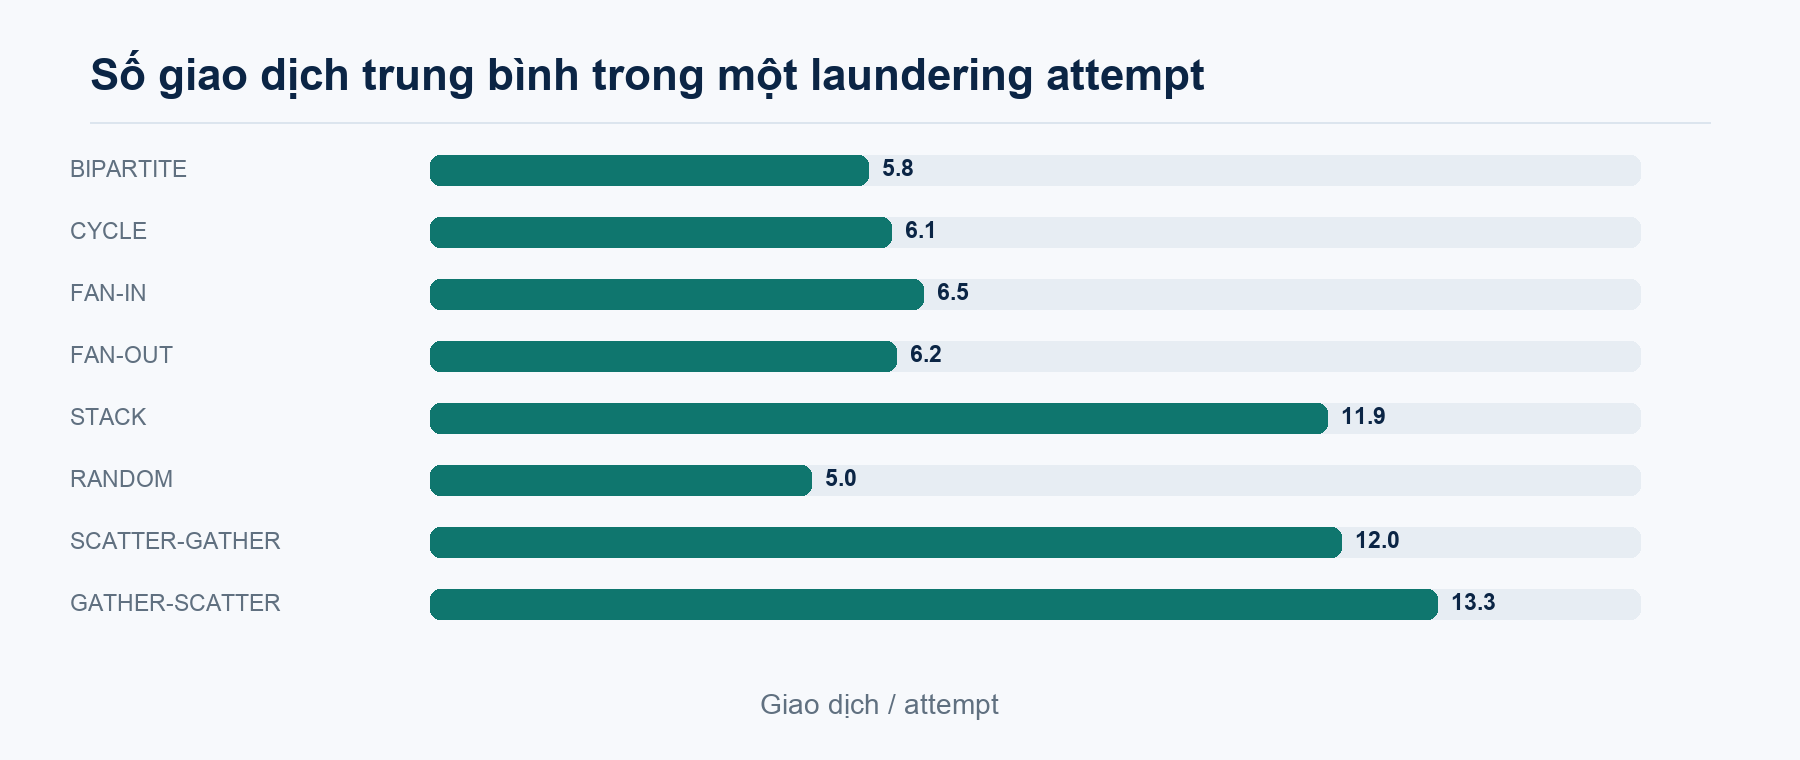 Số giao dịch trung bình trong một laundering attempt
BIPARTITE 5.8
CYCLE 6.1
FAN-IN 6.5
FAN-OUT 6.2
STACK 11.9
RANDOM 5.0
SCATTER-GATHER 12.0
GATHER-SCATTER 13.3
Giao dịch / attempt